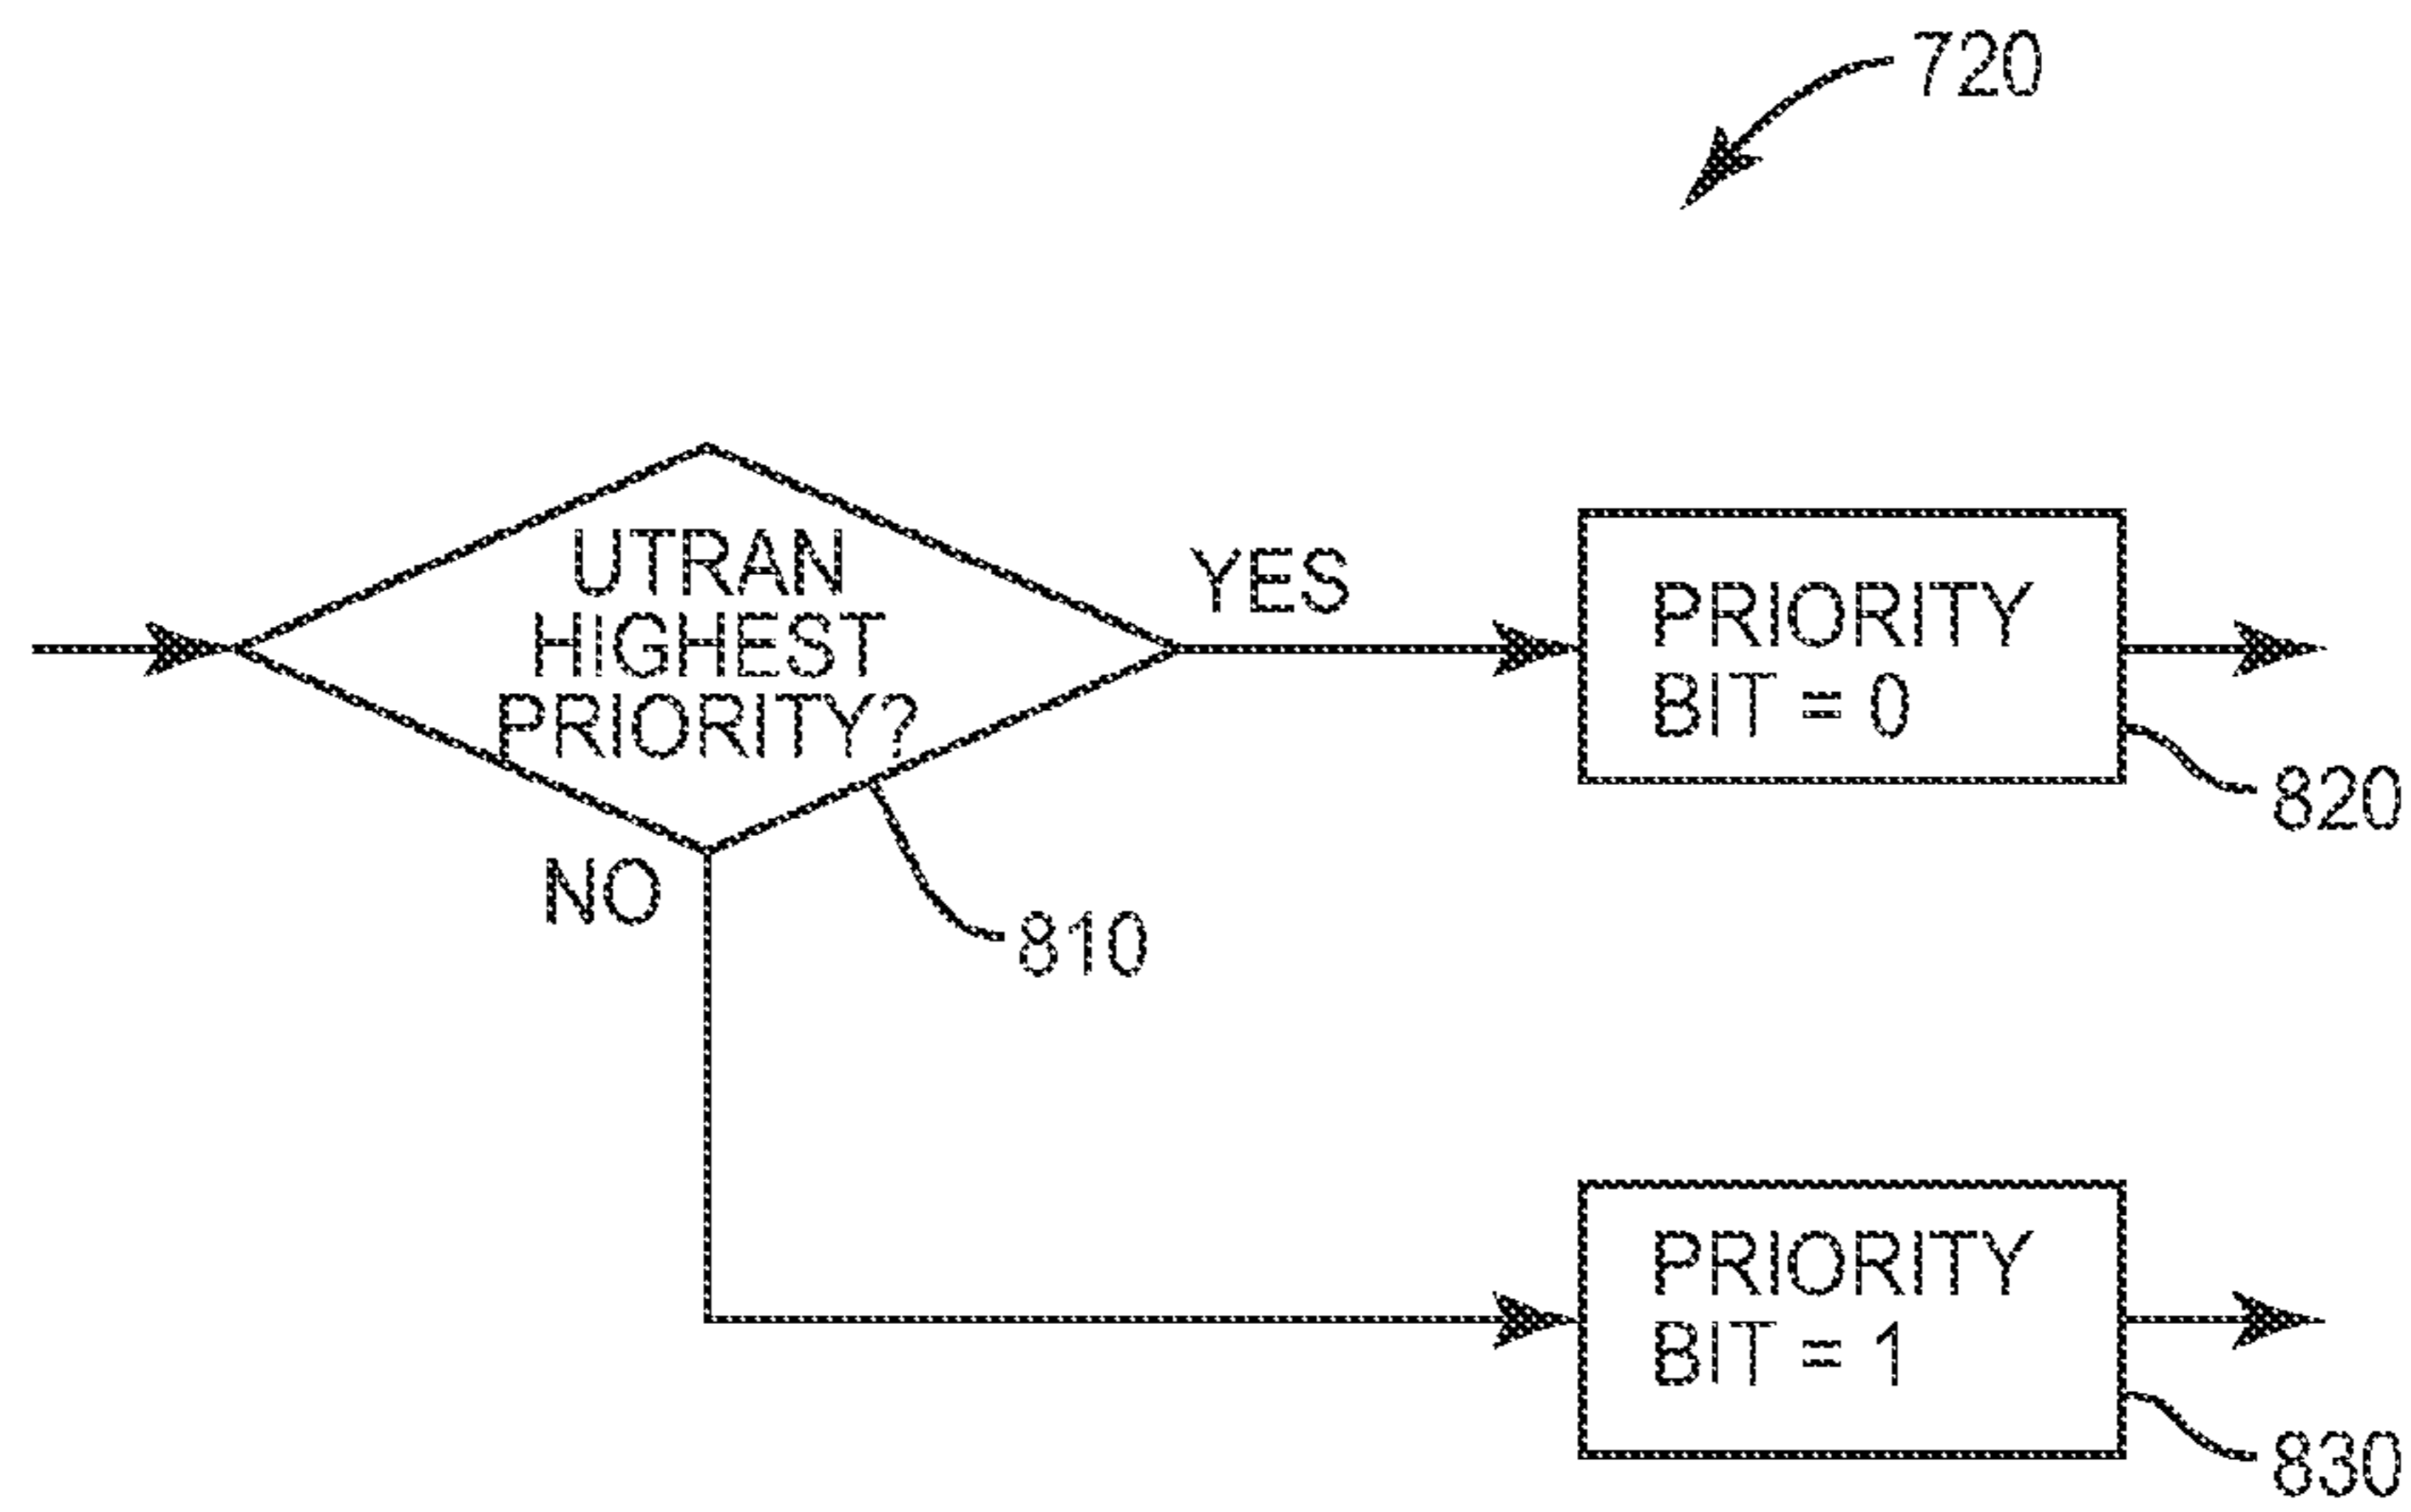 720
UTRAN
HIGHEST
PRIORITY?
YES
PRIORITY
BIT = 0
820
NO
810
PRIORITY
BIT = 1
830